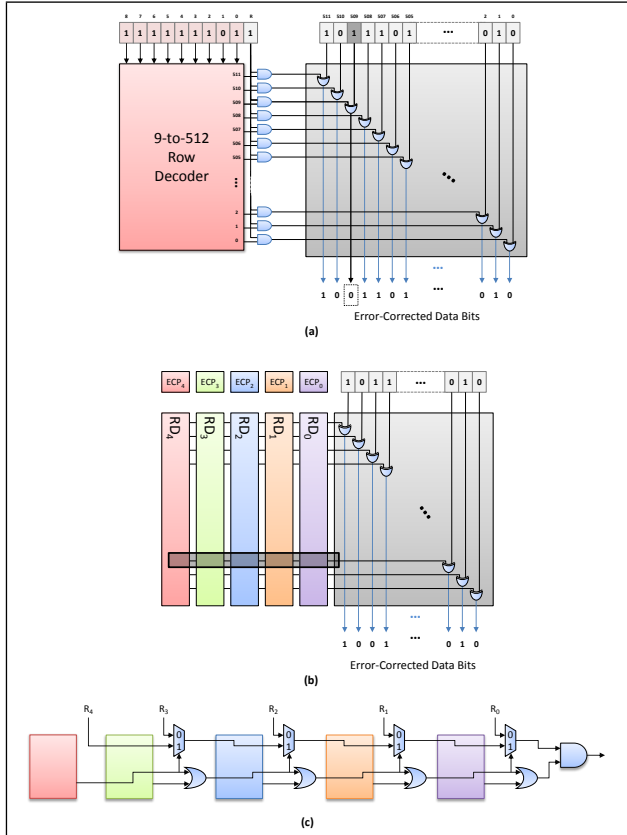 8 7 6 5 4 3 2 1 0 R 511 510 509 508 507 506 505 2 1 0
1 1 1 1 1 1 1 0 1 1 1 0 1 1 1 0 1 ... 0 1 0
511
510
509
508
507
506
505
...
2
1
0
9-to-512
Row
Decoder
...
...
1 0 0 1 1 0 1 ... 0 1 0
Error-Corrected Data Bits
(a)
ECP4 ECP3 ECP2 ECP1 ECP0 1 0 1 1 ... 0 1 0
RD4 RD3 RD2 RD1 RD0
...
...
1 0 0 1 ... 0 1 0
Error-Corrected Data Bits
(b)
R4 R3 R2 R1 R0
0 0 0 0
1 1 1 1
(c)